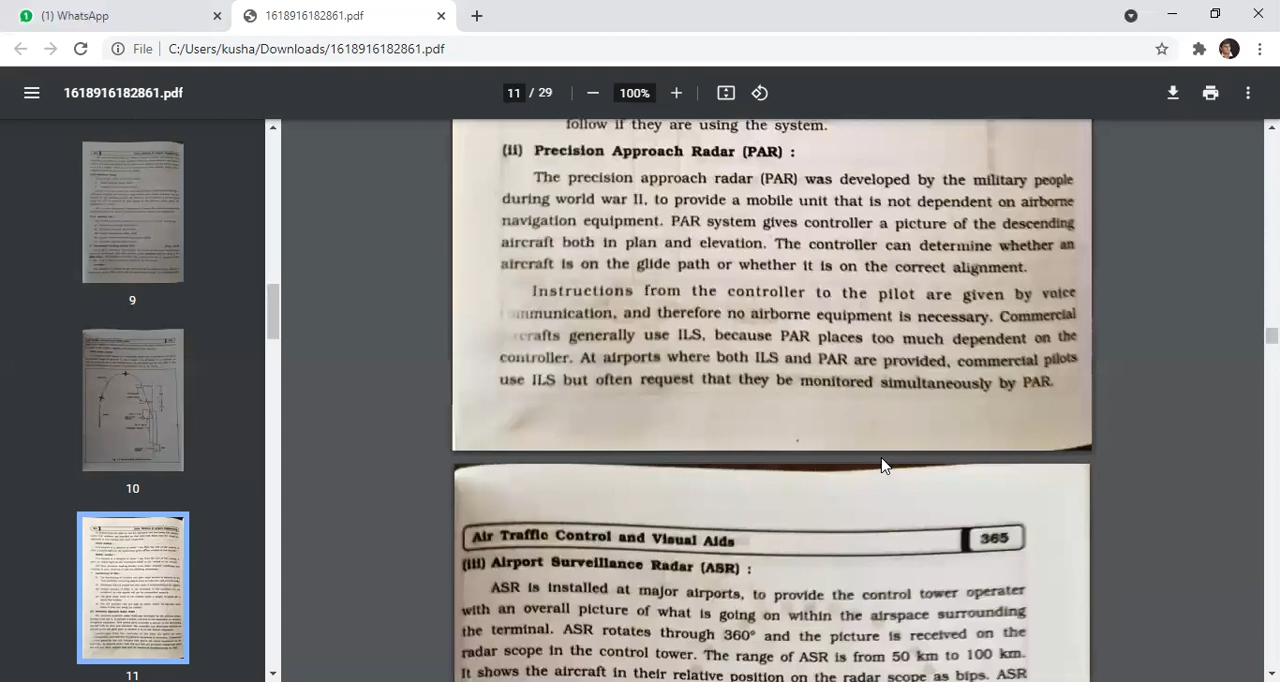 (1) WhatsApp
1618916182861.pdf
File
C:/Users/kusha/Downloads/1618916182861.pdf
1618916182861.pdf
11 / 29
100%
9
10
11
follow if they are using the system.
(ii) Precision Approach Radar (PAR) :
The precision approach radar (PAR) was developed by the military people
during world war II, to provide a mobile unit that is not dependent on airborne
navigation equipment. PAR system gives controller a picture of the descending
aircraft both in plan and elevation. The controller can determine whether an
aircraft is on the glide path or whether it is on the correct alignment.
Instructions from the controller to the pilot are given by voice
mmunication, and therefore no airborne equipment is necessary. Commercial
crafts generally use ILS, because PAR places too much dependent on the
controller. At airports where both ILS and PAR are provided, commercial pilots
use ILS but often request that they be monitored simultaneously by PAR.
Air Traffic Control and Visual Aids
365
(iii) Airport Surveillance Radar (ASR) :
ASR is installed at major airports, to provide the control tower operater
with an overall picture of what is going on within the airspace surrounding
the terminal. ASR rotates through 360° and the picture is received on the
radar scope in the control tower. The range of ASR is from 50 km to 100 km.
It shows the aircraft in their relative position on the radar scope as bips. ASR